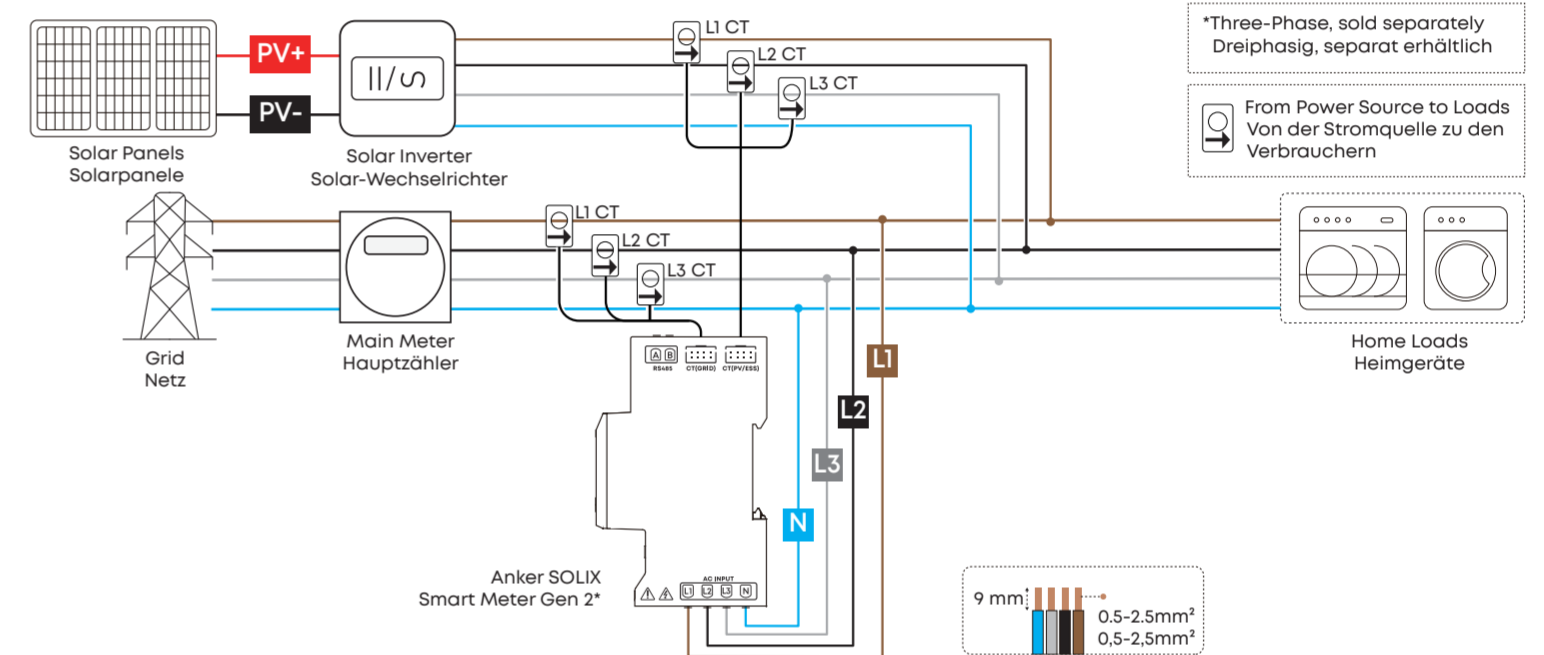 *Three-Phase, sold separately
Dreiphasig, separat erhältlich
From Power Source to Loads
Von der Stromquelle zu den
Verbrauchern
PV+
PV-
Solar Panels
Solarpanele
Solar Inverter
Solar-Wechselrichter
L1 CT
L2 CT
L3 CT
Grid
Netz
Main Meter
Hauptzähler
L1 CT
L2 CT
L3 CT
Home Loads
Heimgeräte
A B
RS485
CT(GRID)
CT(PV/ESS)
L1
L2
L3
N
Anker SOLIX
Smart Meter Gen 2*
AC INPUT
L1 L2 L3 N
9 mm
0.5-2.5mm²
0,5-2,5mm²